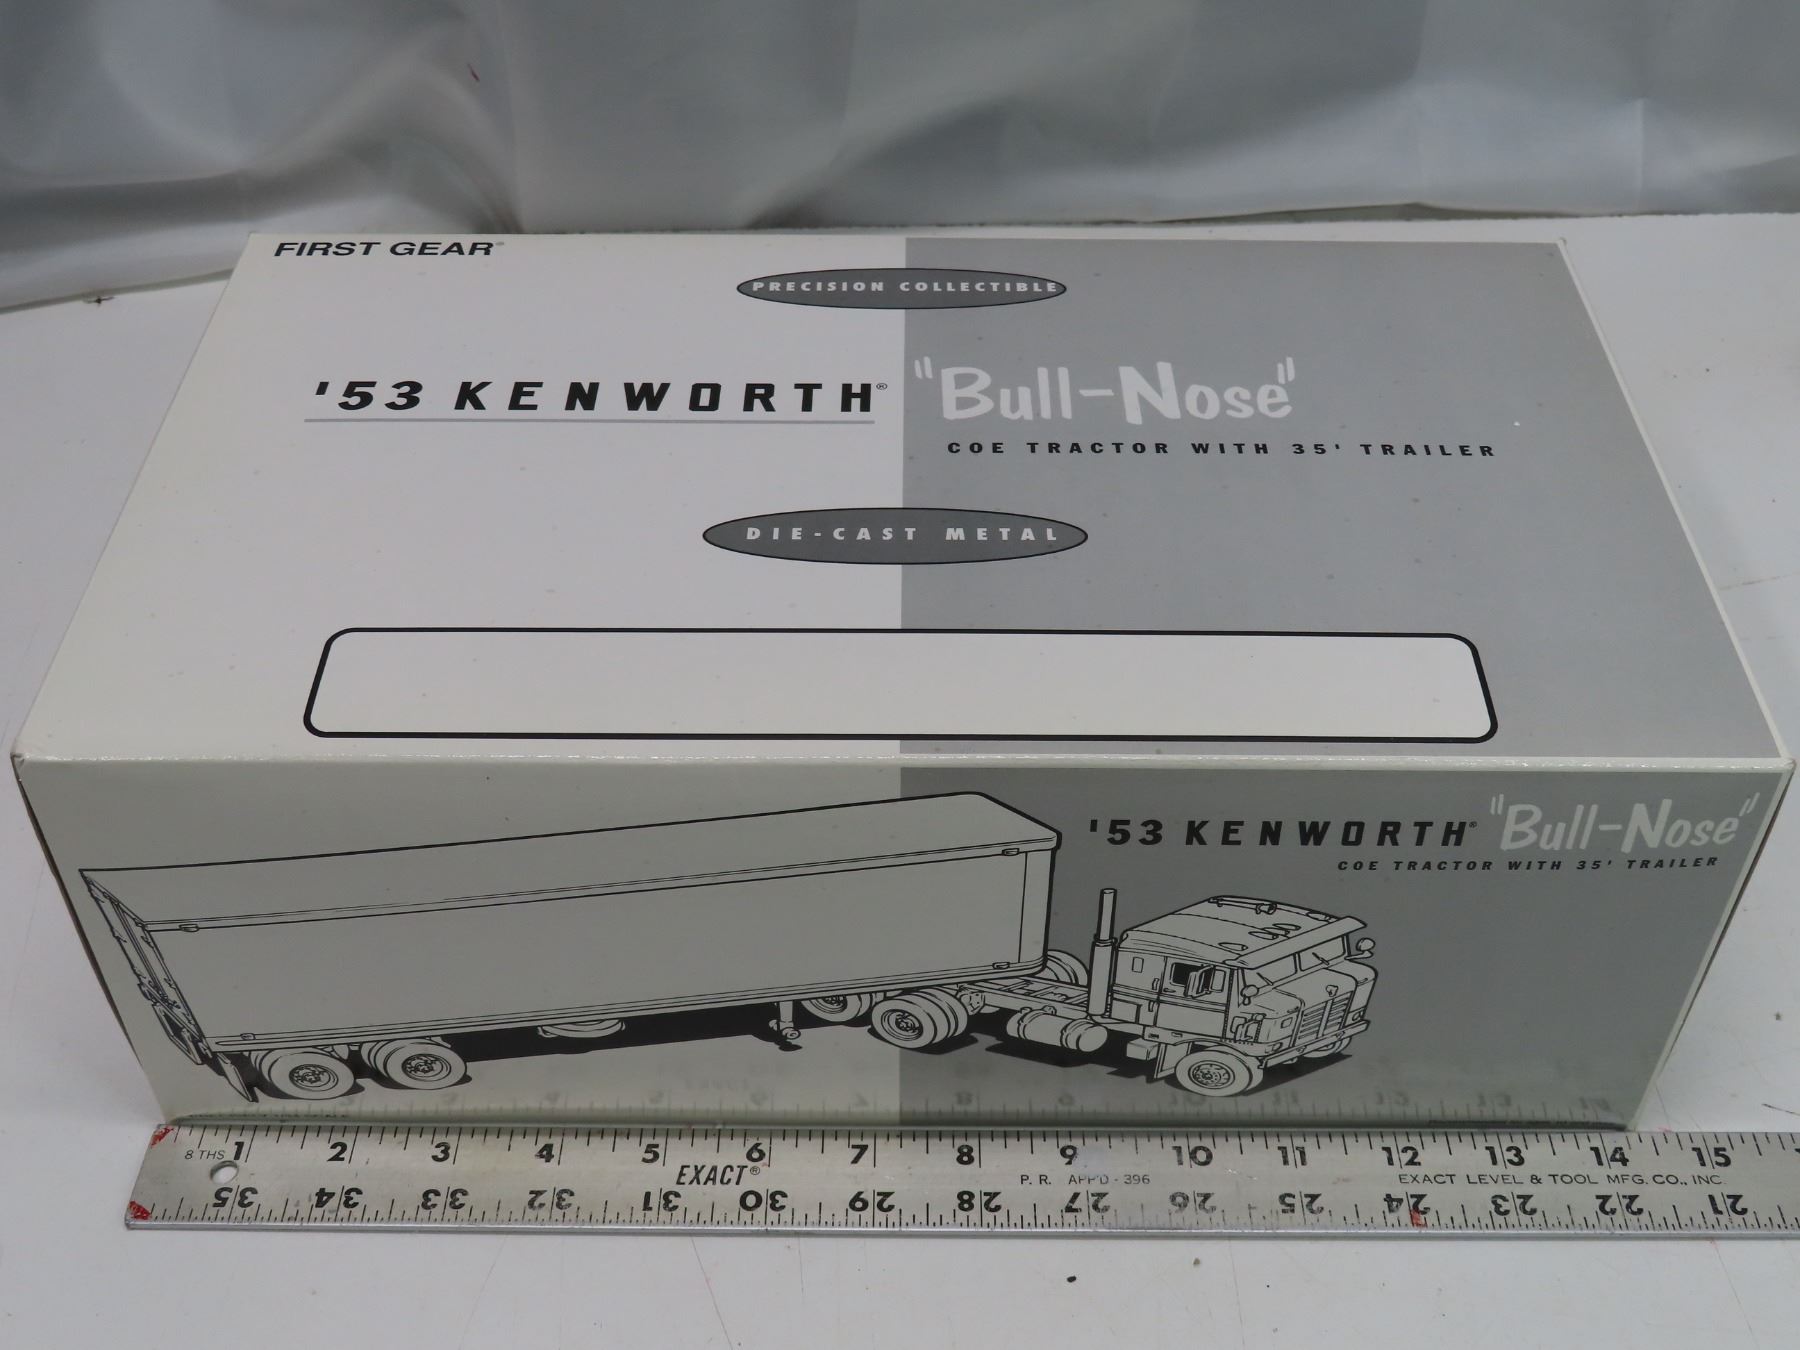 FIRST GEAR®
PRECISION COLLECTIBLE
'53 KENWORTH® "Bull-Nose"
COE TRACTOR WITH 35' TRAILER
DIE-CAST METAL
'53 KENWORTH® "Bull-Nose"
COE TRACTOR WITH 35' TRAILER
8 THS 1 2 3 4 5 6 7 8 9 10 11 12 13 14 15
EXACT® P. R. APP'D - 396 EXACT LEVEL & TOOL MFG. CO., INC.
35 34 33 32 31 30 29 28 27 26 25 24 23 22 21